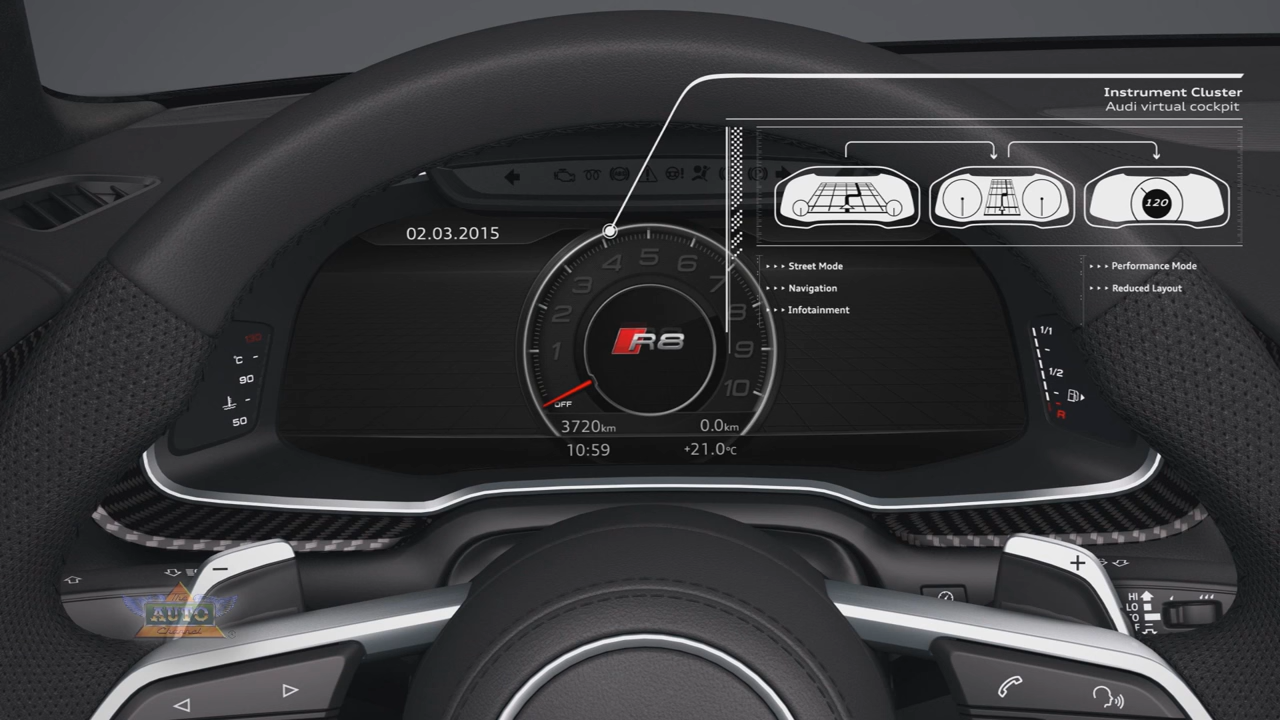 Instrument Cluster
Audi virtual cockpit
120
02.03.2015
Street Mode
Navigation
Infotainment
Performance Mode
Reduced Layout
1
2
3
4
5
6
7
8
9
10
R8
OFF
3720km
0.0km
10:59
+21.0°C
130
°C
90
50
1/1
1/2
R
−
+
HI
LO
AUTO
Channel